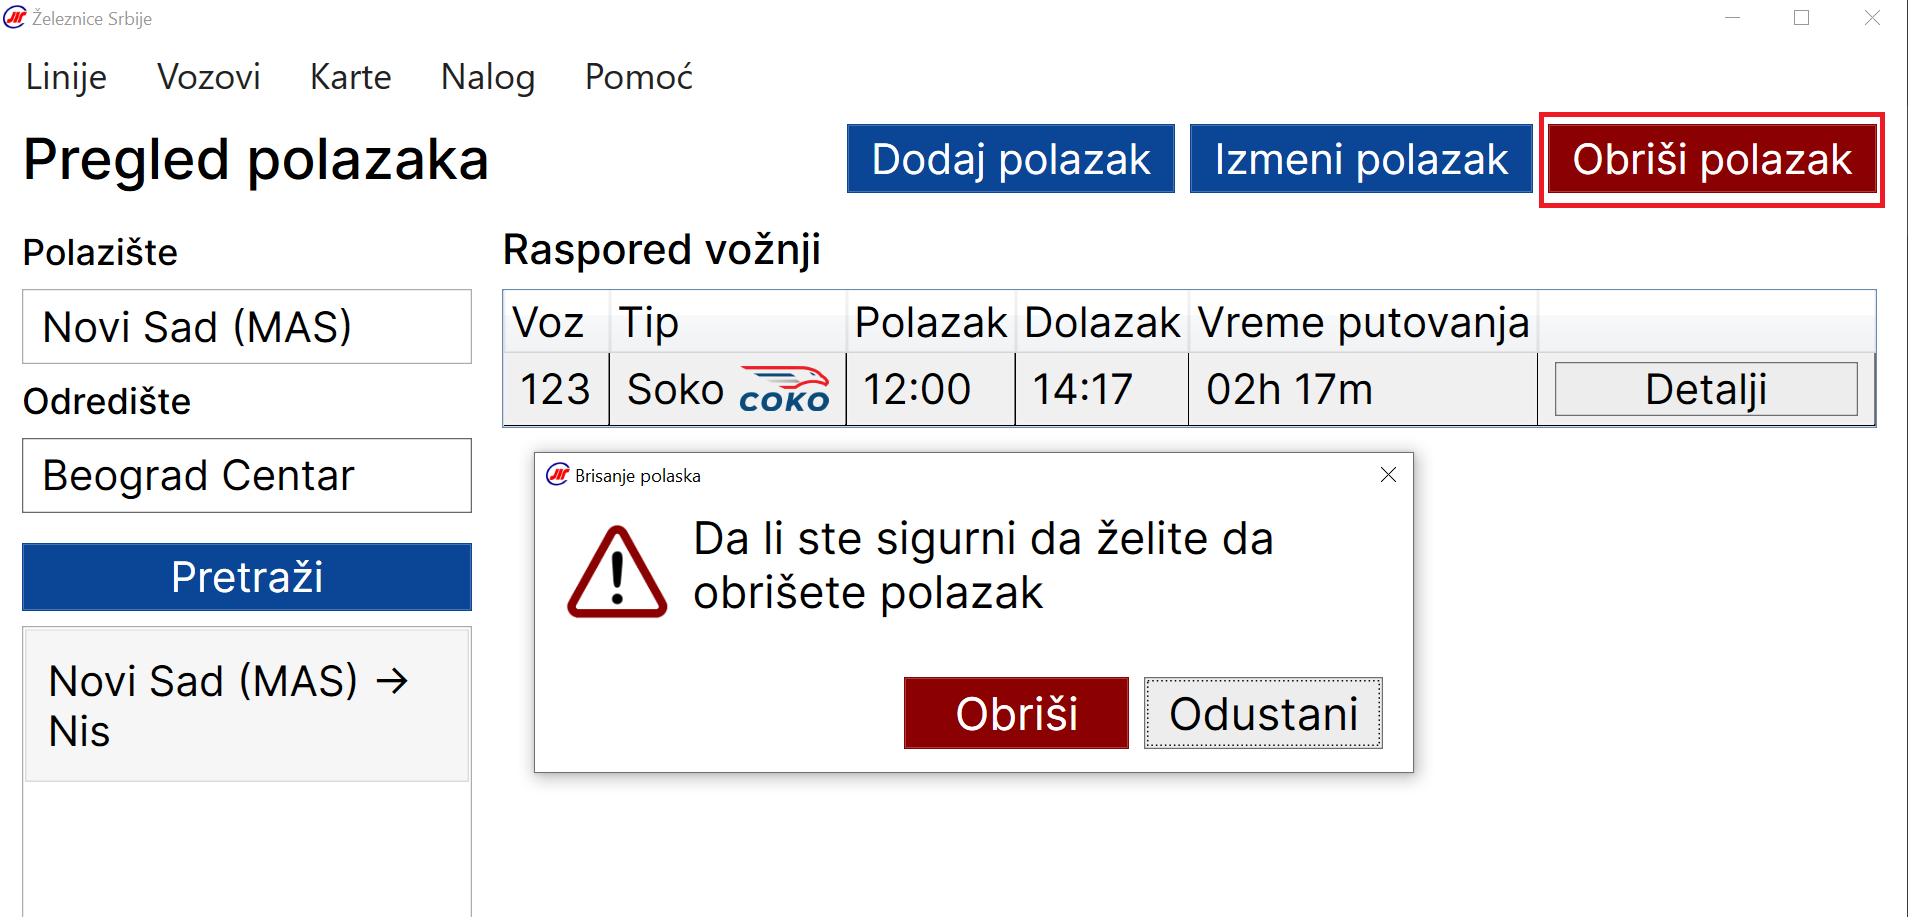 Železnice Srbije
Linije Vozovi Karte Nalog Pomoć
Pregled polazaka
Dodaj polazak Izmeni polazak Obriši polazak
Polazište
Novi Sad (MAS)
Odredište
Beograd Centar
Pretraži
Novi Sad (MAS) →
Nis
Raspored vožnji
Voz Tip Polazak Dolazak Vreme putovanja
123 Soko СОКО 12:00 14:17 02h 17m Detalji
Brisanje polaska
Da li ste sigurni da želite da
obrišete polazak
Obriši Odustani